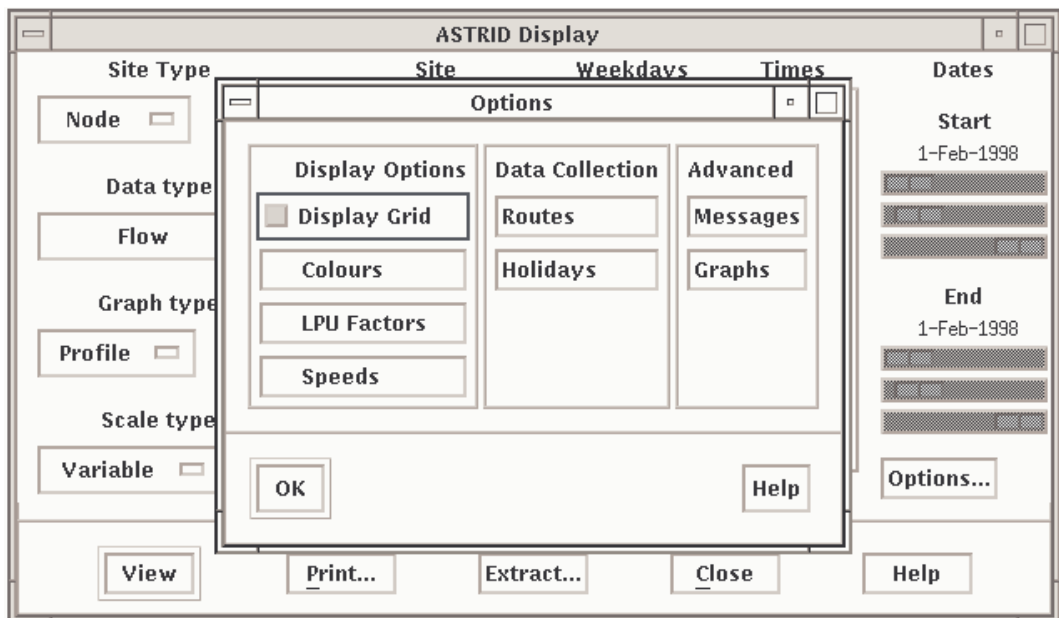 ASTRID Display
Site Type Site Weekdays Times Dates
Options
Node
Start
1-Feb-1998
Display Options Data Collection Advanced
Data type
Display Grid Routes Messages
Flow
Colours Holidays Graphs
Graph type
End
LPU Factors
1-Feb-1998
Profile
Speeds
Scale type
Variable
Options...
OK Help
View Print... Extract... Close Help